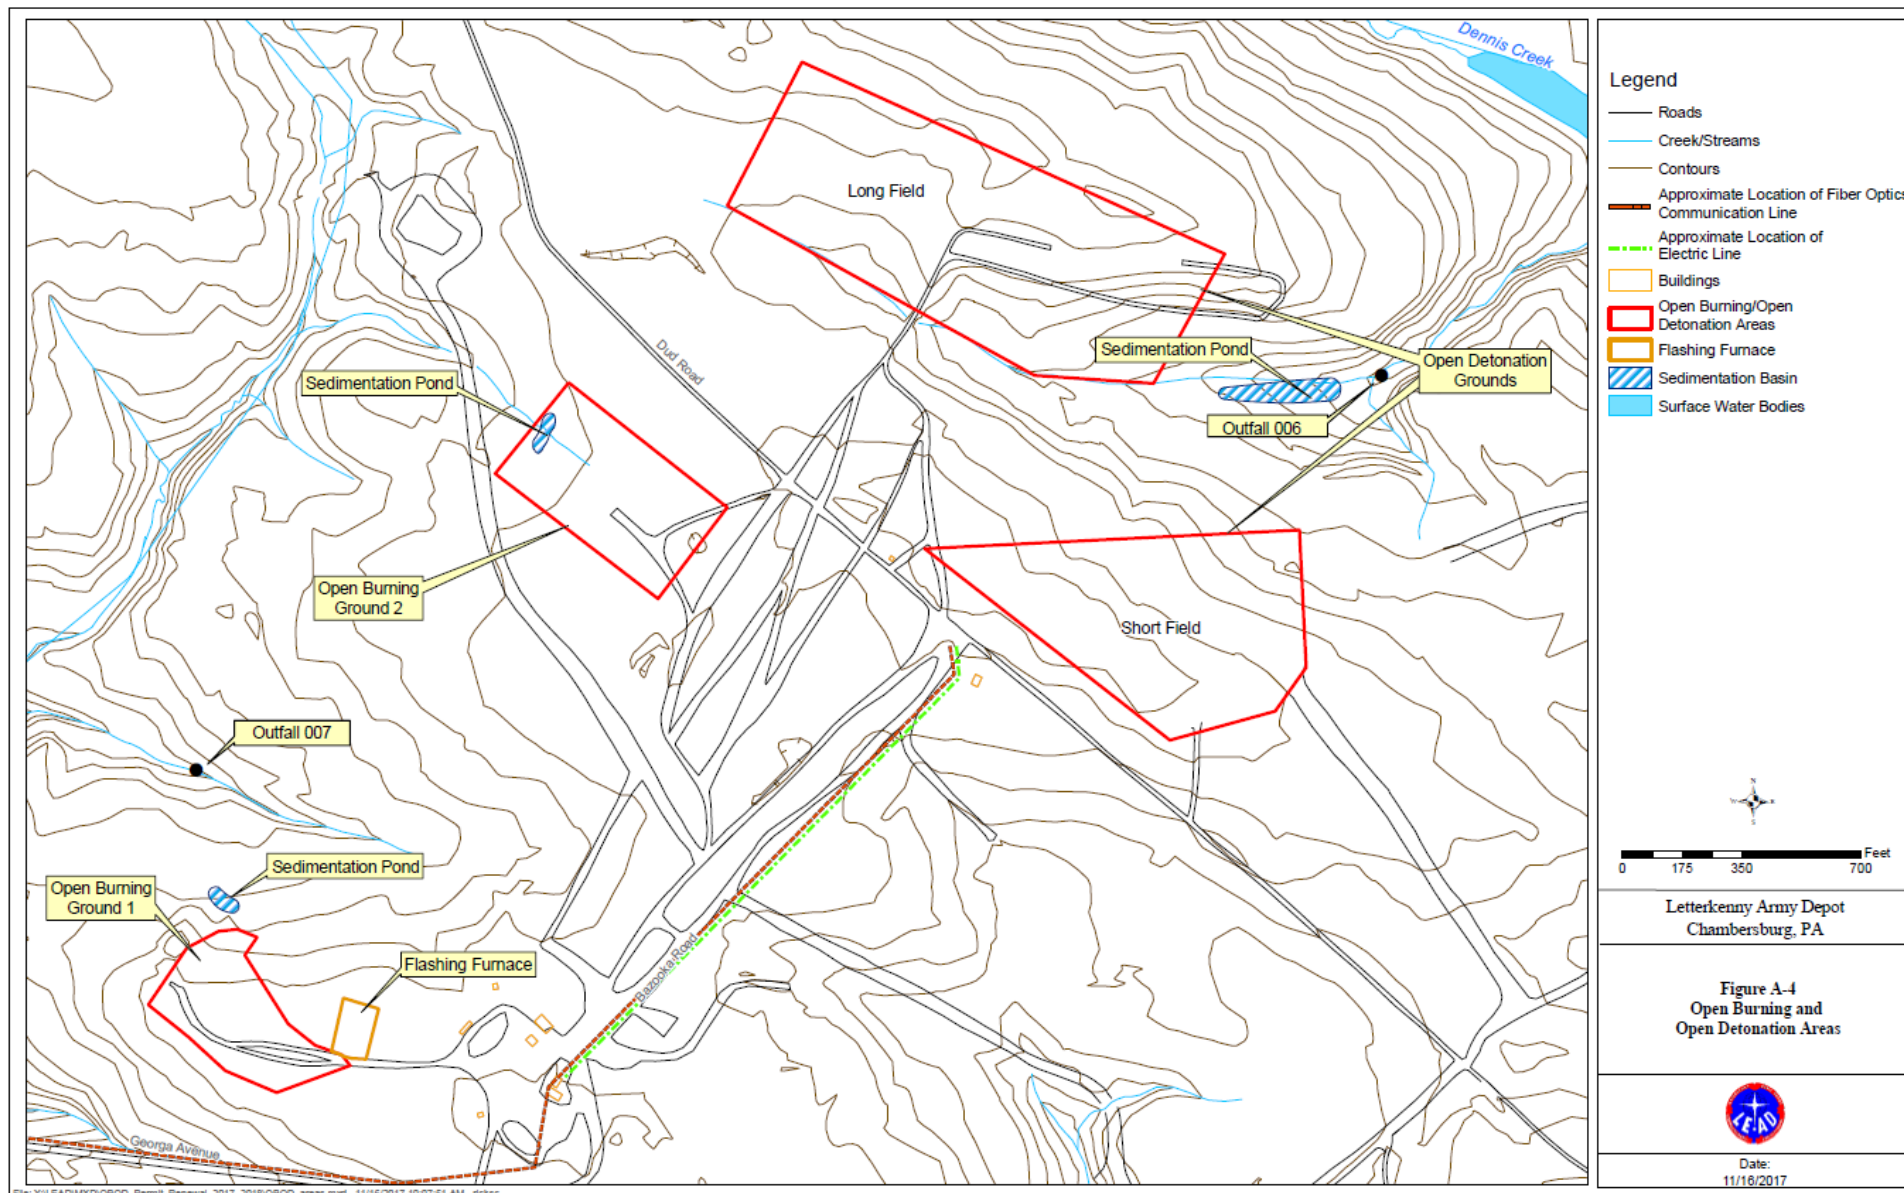 Dennis Creek
Long Field
Dud Road
Sedimentation Pond
Sedimentation Pond
Open Detonation
Grounds
Outfall 006
Open Burning
Ground 2
Short Field
Outfall 007
Sedimentation Pond
Open Burning
Ground 1
Flashing Furnace
Bazooka Road
Georga Avenue
Legend
Roads
Creek/Streams
Contours
Approximate Location of Fiber Optics
Communication Line
Approximate Location of
Electric Line
Buildings
Open Burning/Open
Detonation Areas
Flashing Furnace
Sedimentation Basin
Surface Water Bodies
N
W E
S
Feet
0 175 350 700
Letterkenny Army Depot
Chambersburg, PA
Figure A-4
Open Burning and
Open Detonation Areas
LEAD
Date:
11/16/2017